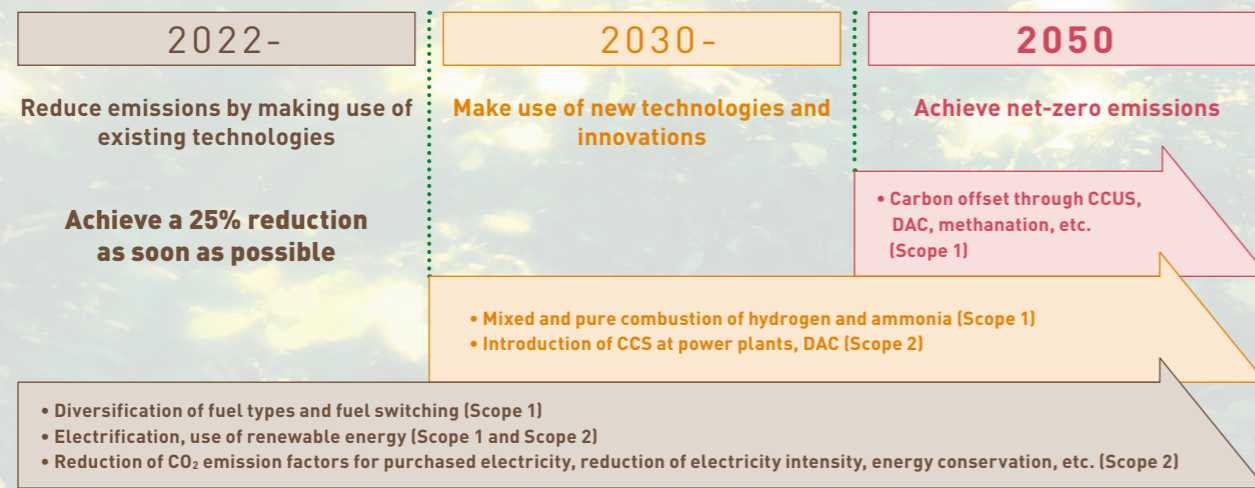 2022-
2030-
2050
Reduce emissions by making use of
existing technologies
Make use of new technologies and
innovations
Achieve net-zero emissions
Achieve a 25% reduction
as soon as possible
• Carbon offset through CCUS,
DAC, methanation, etc.
(Scope 1)
• Mixed and pure combustion of hydrogen and ammonia (Scope 1)
• Introduction of CCS at power plants, DAC (Scope 2)
• Diversification of fuel types and fuel switching (Scope 1)
• Electrification, use of renewable energy (Scope 1 and Scope 2)
• Reduction of CO₂ emission factors for purchased electricity, reduction of electricity intensity, energy conservation, etc. (Scope 2)